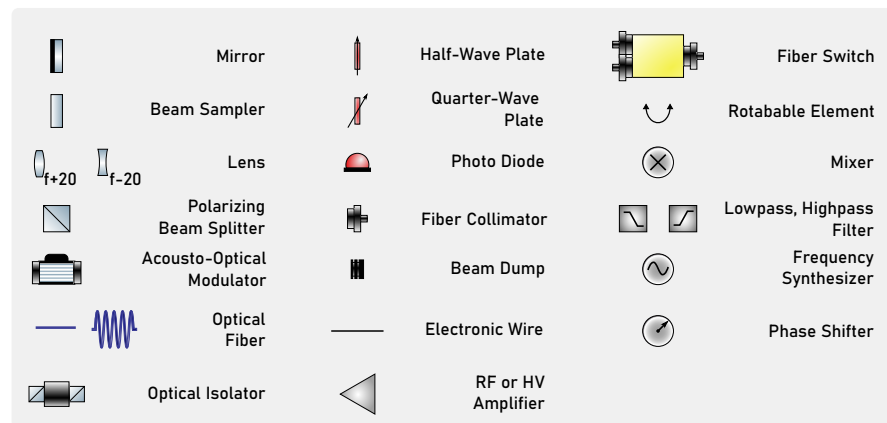 Mirror
Beam Sampler
f+20
f-20
Lens
Polarizing
Beam Splitter
Acousto-Optical
Modulator
Optical
Fiber
Optical Isolator
Half-Wave Plate
Quarter-Wave
Plate
Photo Diode
Fiber Collimator
Beam Dump
Electronic Wire
RF or HV
Amplifier
Fiber Switch
Rotabable Element
Mixer
Lowpass, Highpass
Filter
Frequency
Synthesizer
Phase Shifter